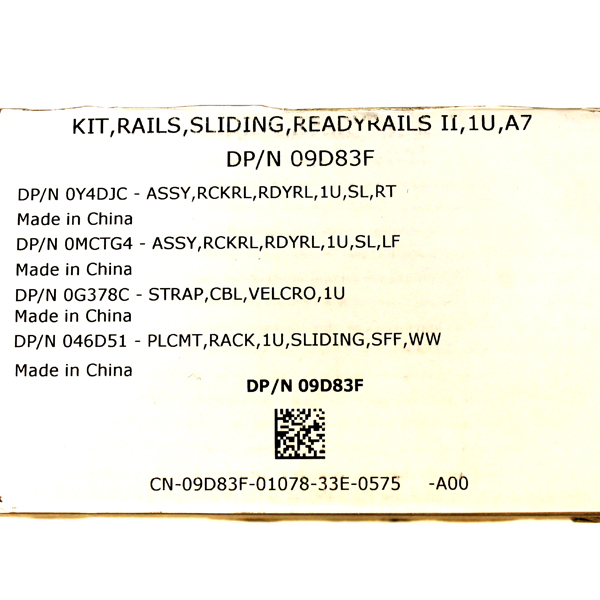 KIT,RAILS,SLIDING,READYRAILS II,1U,A7
DP/N 09D83F
DP/N 0Y4DJC - ASSY,RCKRL,RDYRL,1U,SL,RT
Made in China
DP/N 0MCTG4 - ASSY,RCKRL,RDYRL,1U,SL,LF
Made in China
DP/N 0G378C - STRAP,CBL,VELCRO,1U
Made in China
DP/N 046D51 - PLCMT,RACK,1U,SLIDING,SFF,WW
Made in China
DP/N 09D83F
CN-09D83F-01078-33E-0575 -A00